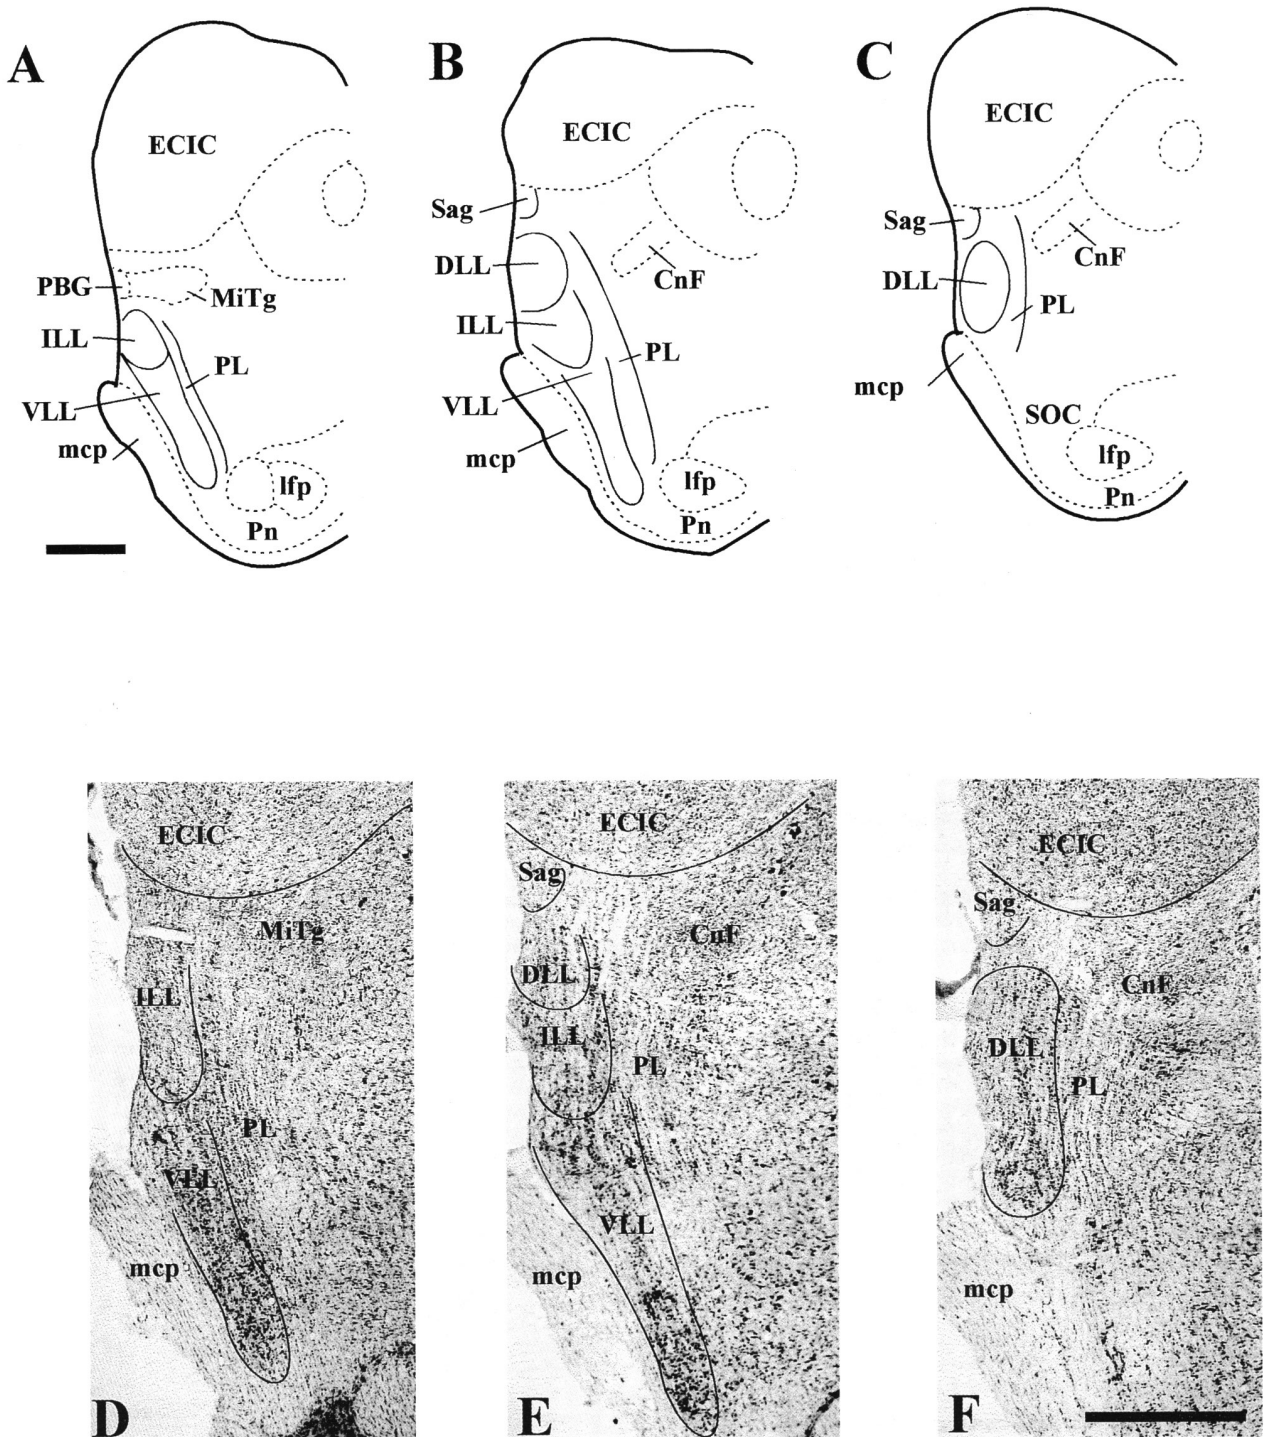 A
ECIC
PBG
MiTg
ILL
PL
VLL
mcp
lfp
Pn
B
ECIC
Sag
DLL
CnF
ILL
PL
VLL
mcp
lfp
Pn
C
ECIC
Sag
CnF
DLL
PL
mcp
SOC
lfp
Pn
ECIC
MiTg
ILL
PL
VLL
mcp
D
ECIC
Sag
CnF
DLL
ILL
PL
VLL
mcp
E
ECIC
Sag
CnF
DLL
PL
mcp
F